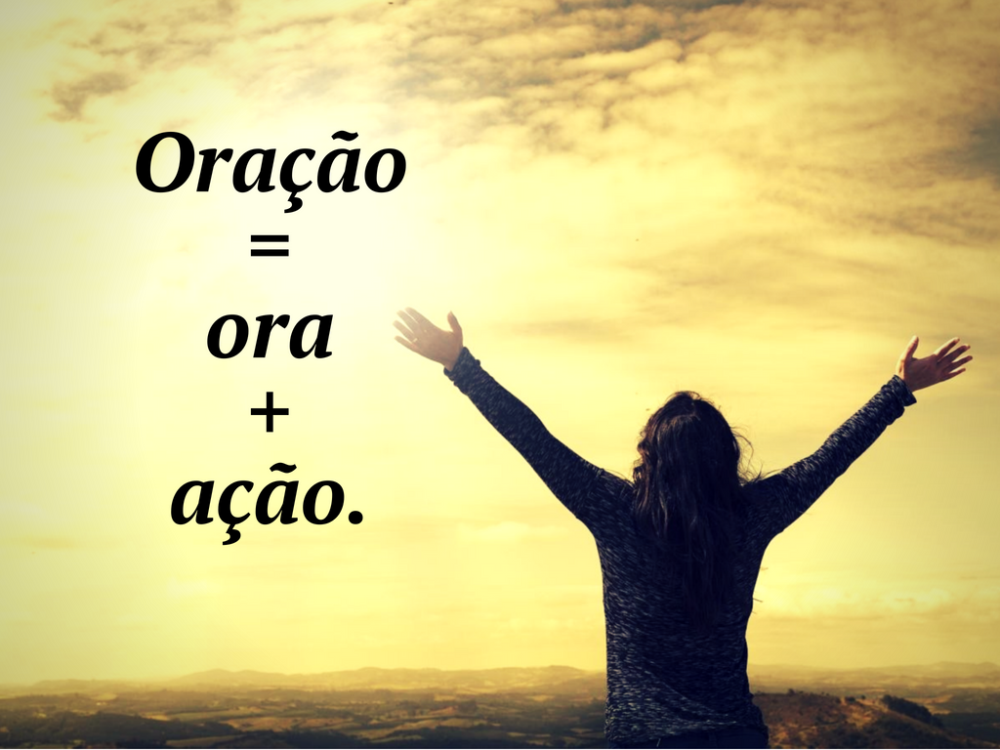 Oração
=
ora
+
ação.